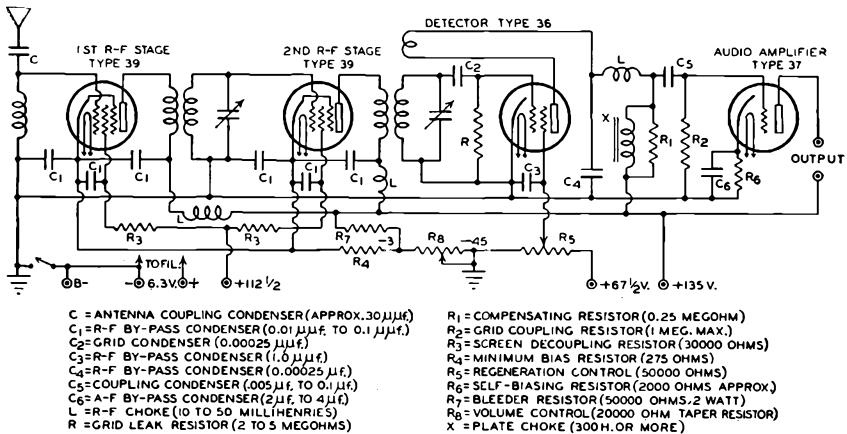 DETECTOR TYPE 36
1ST R-F STAGE
TYPE 39
2ND R-F STAGE
TYPE 39
AUDIO AMPLIFIER
TYPE 37
C
C2
L
C5
R
X
R1
R2
C1
C1
C1
C1
C1
C1
L
C3
C4
C6
R6
OUTPUT
R3
L
R3
R7
-3
R4
R8
-45
R5
TO FIL.
B-
- 6.3V. +
+112 1/2
+67 1/2 V.
+135 V.
C = ANTENNA COUPLING CONDENSER (APPROX. 30 μμf.)
C1 = R-F BY-PASS CONDENSER (0.01 μμf. TO 0.1 μμf.)
C2 = GRID CONDENSER (0.00025 μμf.)
C3 = R-F BY-PASS CONDENSER (1.0 μμf.)
C4 = R-F BY-PASS CONDENSER (0.00025 μf.)
C5 = COUPLING CONDENSER (.005 μf. TO 0.1 μf.)
C6 = A-F BY-PASS CONDENSER (2 μf. TO 4 μf.)
L = R-F CHOKE (10 TO 50 MILLIHENRIES)
R = GRID LEAK RESISTOR (2 TO 5 MEGOHMS)
R1 = COMPENSATING RESISTOR (0.25 MEGOHM)
R2 = GRID COUPLING RESISTOR (1 MEG. MAX.)
R3 = SCREEN DECOUPLING RESISTOR (30000 OHMS)
R4 = MINIMUM BIAS RESISTOR (275 OHMS)
R5 = REGENERATION CONTROL (50000 OHMS)
R6 = SELF-BIASING RESISTOR (2000 OHMS APPROX.)
R7 = BLEEDER RESISTOR (50000 OHMS, 2 WATT)
R8 = VOLUME CONTROL (20000 OHM TAPER RESISTOR)
X = PLATE CHOKE (300 H. OR MORE)